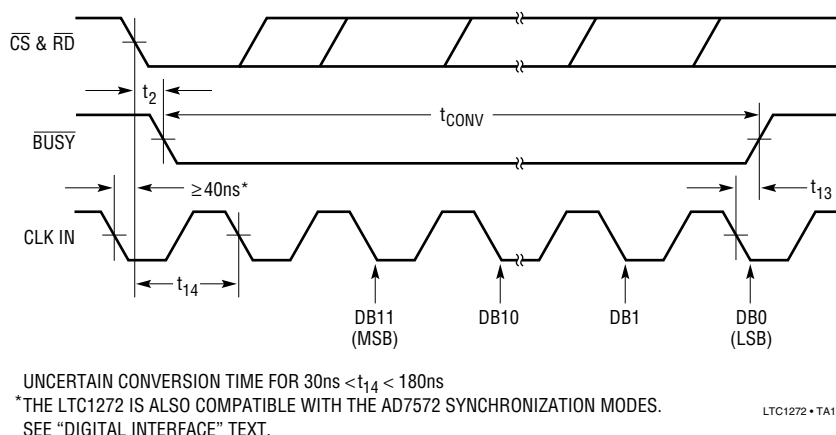 CS & RD
t2
tCONV
BUSY
≥40ns*
t13
CLK IN
t14
DB11
(MSB)
DB10
DB1
DB0
(LSB)
UNCERTAIN CONVERSION TIME FOR 30ns < t14 < 180ns
*THE LTC1272 IS ALSO COMPATIBLE WITH THE AD7572 SYNCHRONIZATION MODES.
SEE “DIGITAL INTERFACE” TEXT.
LTC1272 • TA1